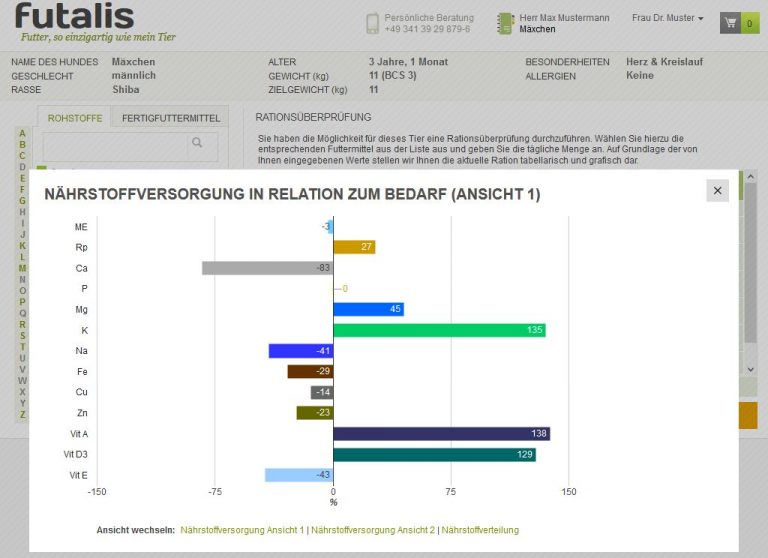 futalis
Futter, so einzigartig wie mein Tier
Persönliche Beratung
+49 341 39 29 879-6
Herr Max Mustermann
Mäxchen
Frau Dr. Muster
0
NAME DES HUNDES Mäxchen
GESCHLECHT männlich
RASSE Shiba
ALTER 3 Jahre, 1 Monat
GEWICHT (kg) 11 (BCS 3)
ZIELGEWICHT (kg) 11
BESONDERHEITEN Herz & Kreislauf
ALLERGIEN Keine
ROHSTOFFE FERTIGFUTTERMITTEL
A
B
C
D
E
F
G
H
I
J
K
L
M
N
O
P
Q
R
S
T
U
V
W
X
Y
Z
RATIONSÜBERPRÜFUNG
Sie haben die Möglichkeit für dieses Tier eine Rationsüberprüfung durchzuführen. Wählen Sie hierzu die
entsprechenden Futtermittel aus der Liste aus und geben Sie die tägliche Menge an. Auf Grundlage der von
Ihnen eingegebenen Werte stellen wir Ihnen die aktuelle Ration tabellarisch und grafisch dar.
NÄHRSTOFFVERSORGUNG IN RELATION ZUM BEDARF (ANSICHT 1)
ME -3
Rp 27
Ca -83
P 0
Mg 45
K 135
Na -41
Fe -29
Cu -14
Zn -23
Vit A 138
Vit D3 129
Vit E -43
-150 -75 0 75 150
%
Ansicht wechseln: Nährstoffversorgung Ansicht 1 | Nährstoffversorgung Ansicht 2 | Nährstoffverteilung